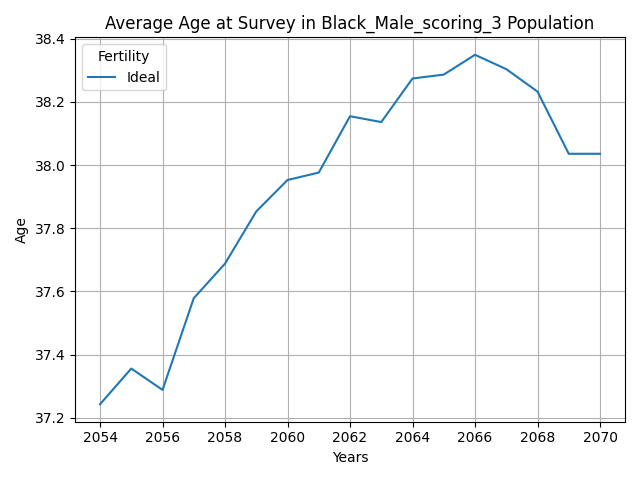 Average Age at Survey in Black_Male_scoring_3 Population
Fertility
Ideal
38.4
38.2
38.0
37.8
37.6
37.4
37.2
Age
2054 2056 2058 2060 2062 2064 2066 2068 2070
Years